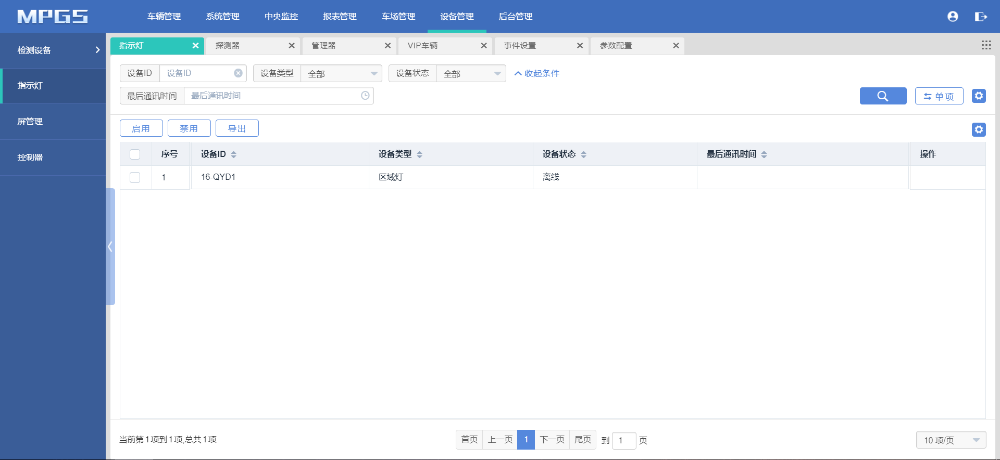 MPGS 车辆管理 系统管理 中央监控 报表管理 车场管理 设备管理 后台管理
检测设备
指示灯
屏管理
控制器
指示灯 探测器 管理器 VIP车辆 事件设置 参数配置
设备ID 设备ID 设备类型 全部 设备状态 全部 收起条件
最后通讯时间 最后通讯时间 单项
启用 禁用 导出
序号 设备ID 设备类型 设备状态 最后通讯时间 操作
1 16-QYD1 区域灯 离线
当前第1项到1项,总共1项 首页 上一页 1 下一页 尾页 到 1 页 10 项/页